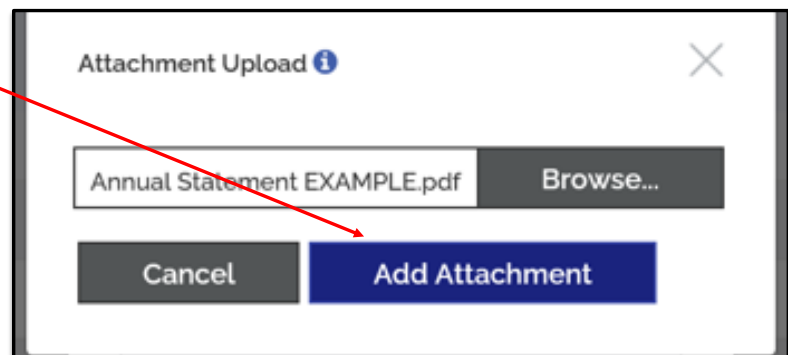 Attachment Upload
Annual Statement EXAMPLE.pdf Browse...
Cancel Add Attachment